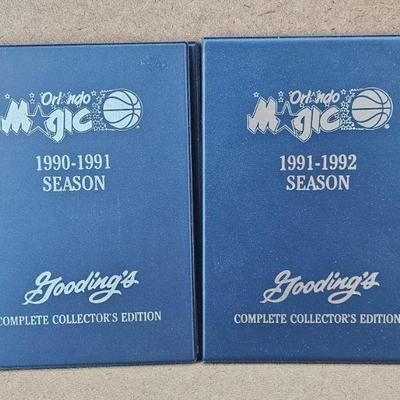 Orlando
Magic
1990-1991
SEASON
Gooding's
COMPLETE COLLECTOR'S EDITION
Orlando
Magic
1991-1992
SEASON
Gooding's
COMPLETE COLLECTOR'S EDITION